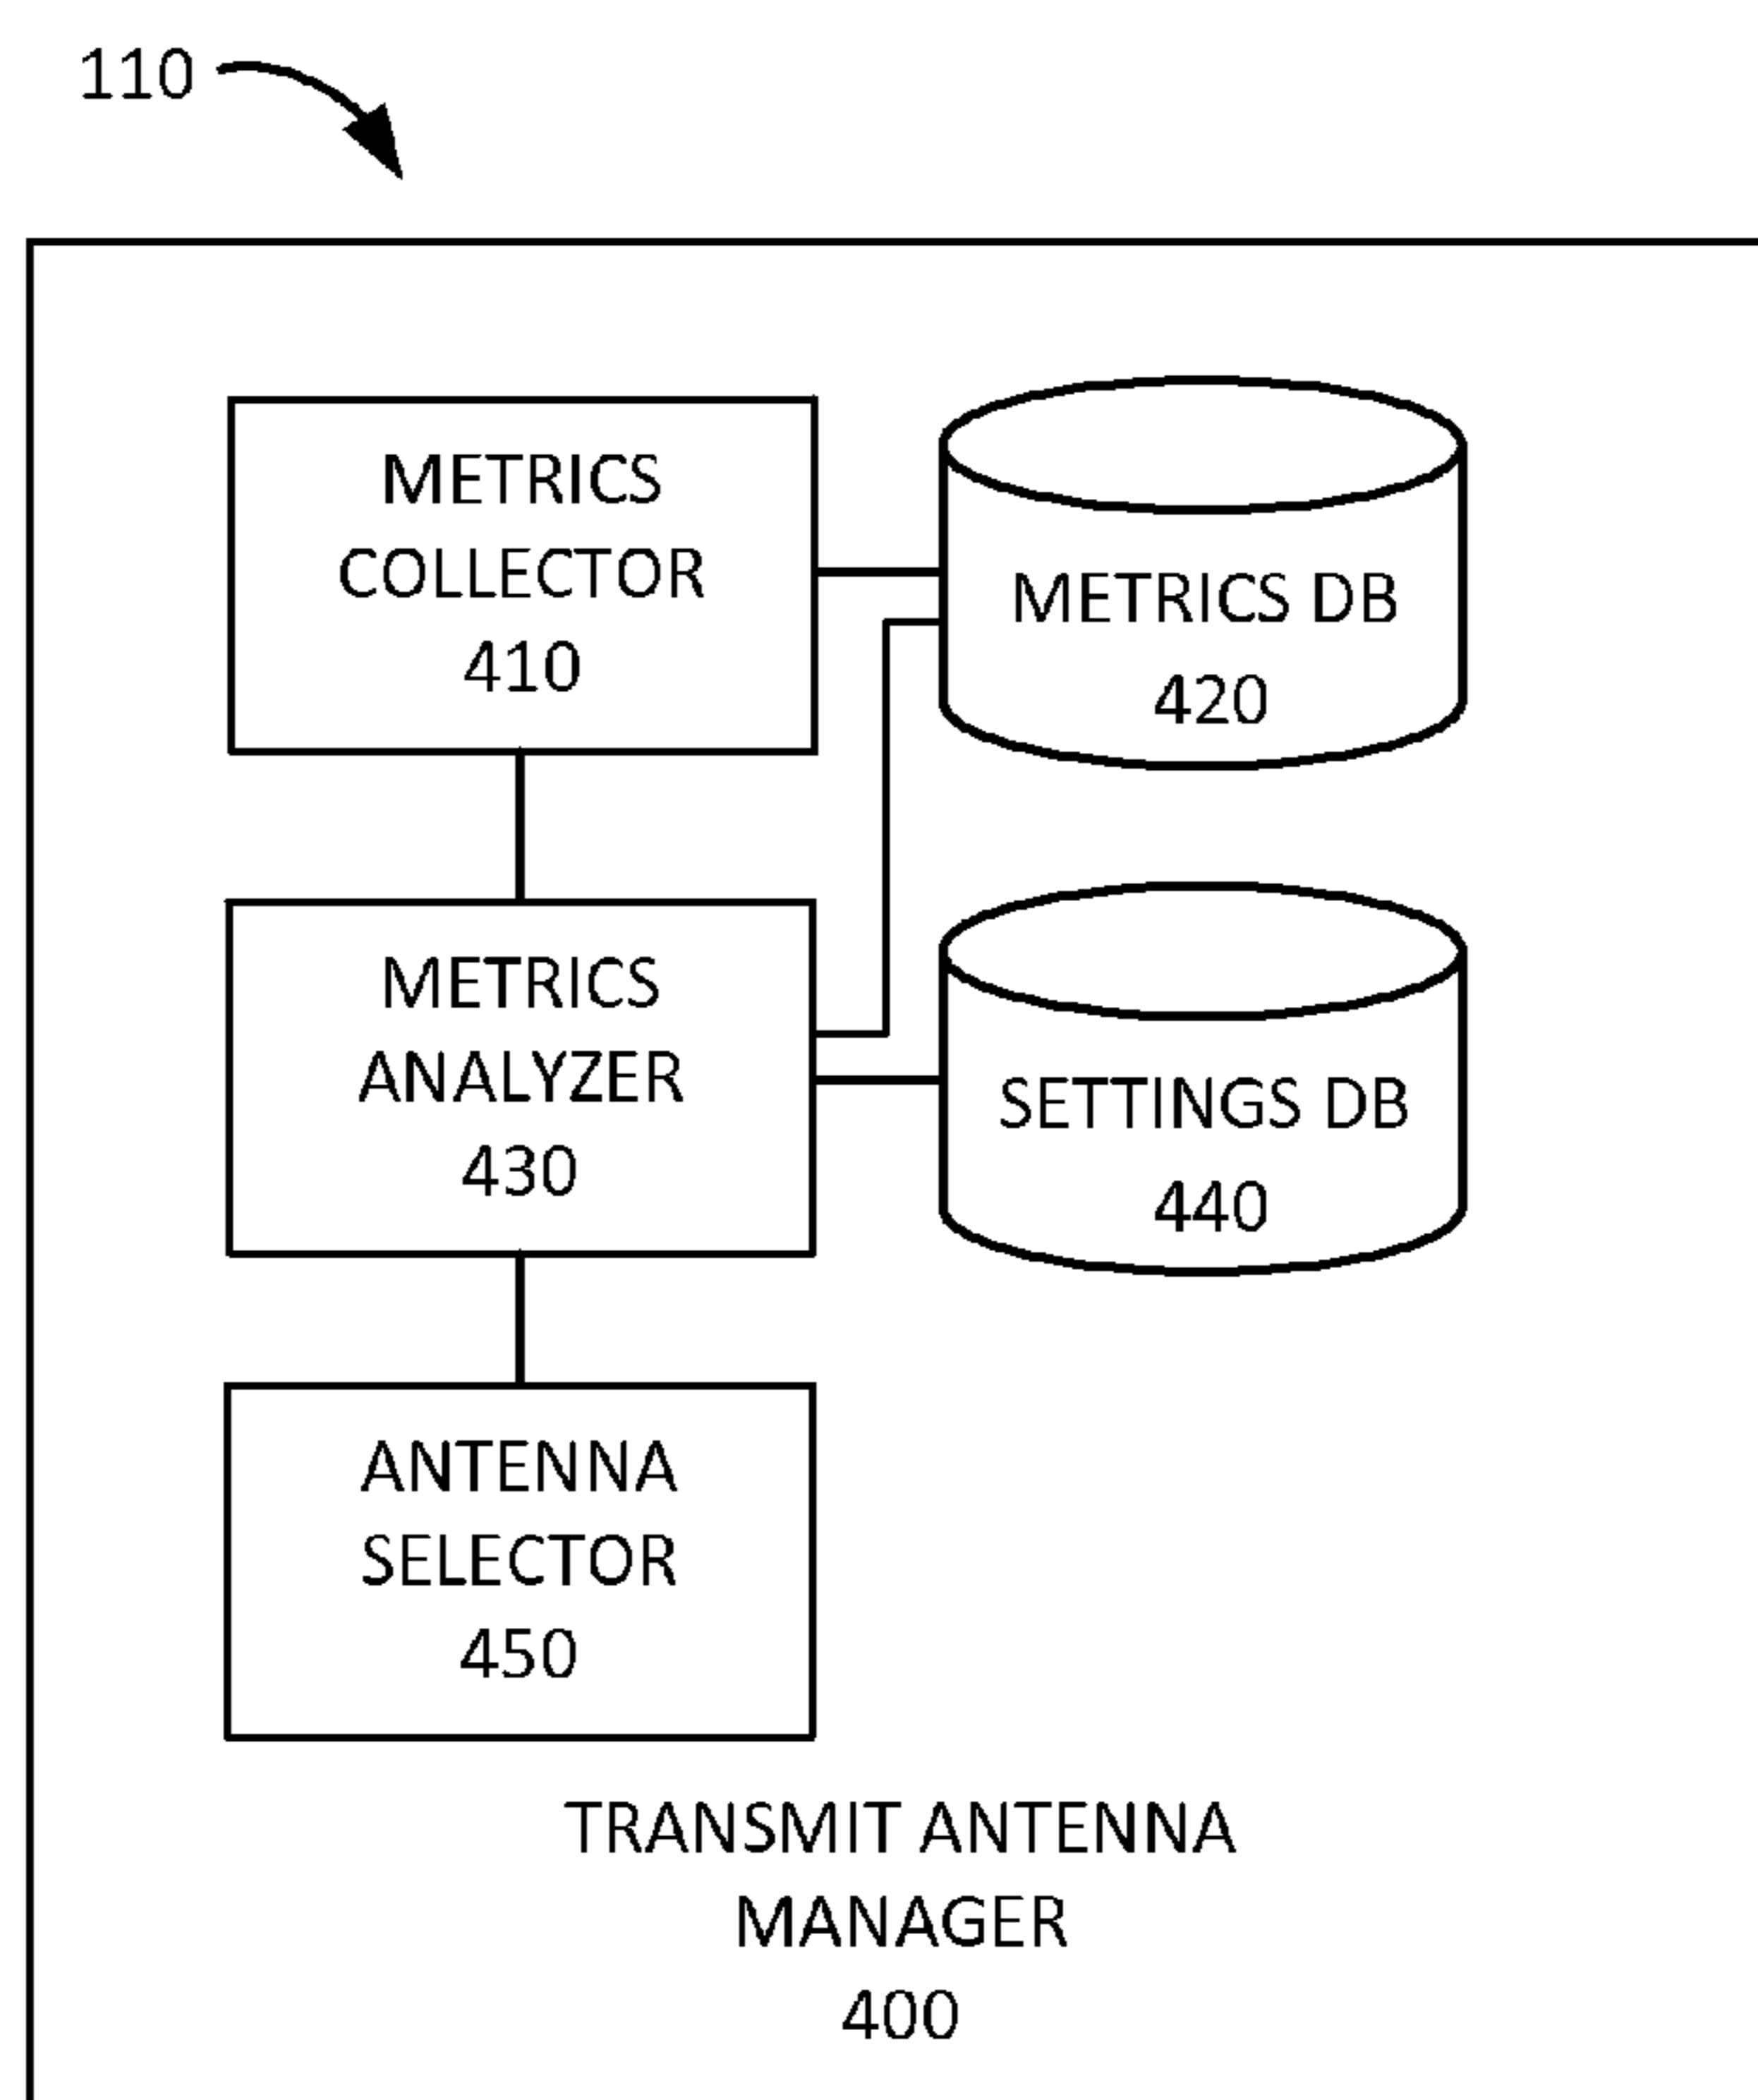 110
METRICS
COLLECTOR
410
METRICS DB
420
METRICS
ANALYZER
430
SETTINGS DB
440
ANTENNA
SELECTOR
450
TRANSMIT ANTENNA
MANAGER
400